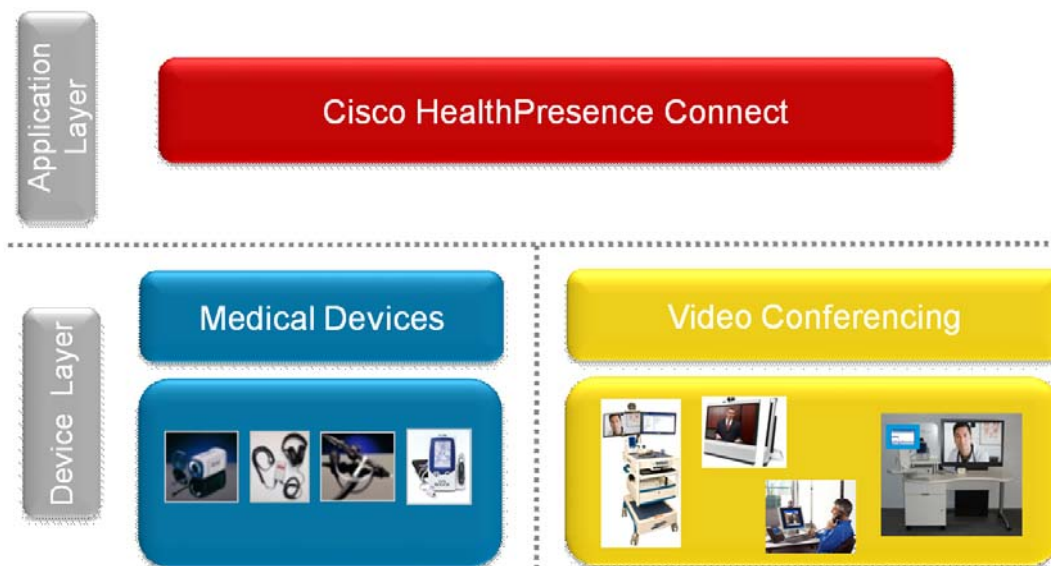 Application
Layer
Cisco HealthPresence Connect
Device Layer
Medical Devices
Video Conferencing